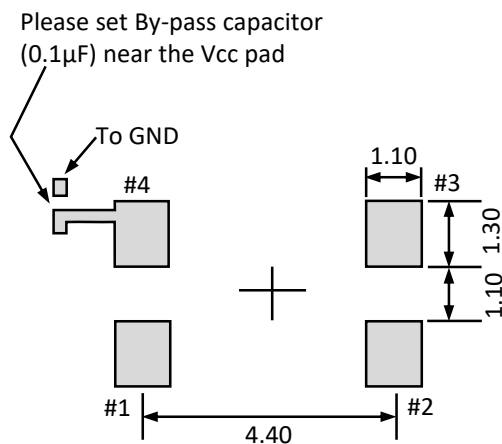 Please set By-pass capacitor
(0.1µF) near the Vcc pad
To GND
1.10
#4
#3
1.30
1.10
#1
#2
4.40